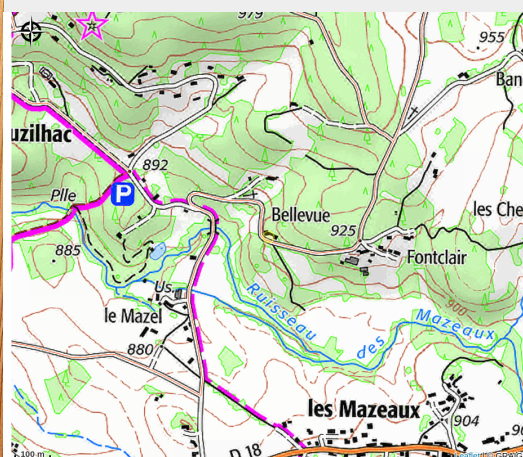 979
955
Ban
uzilhac
892
P
Plle
Bellevue
les Che
925
885
Fontclair
Us.
Ruisseau des Mazeaux
900
le Mazel
880
les Mazeaux
904
D 18
100 m